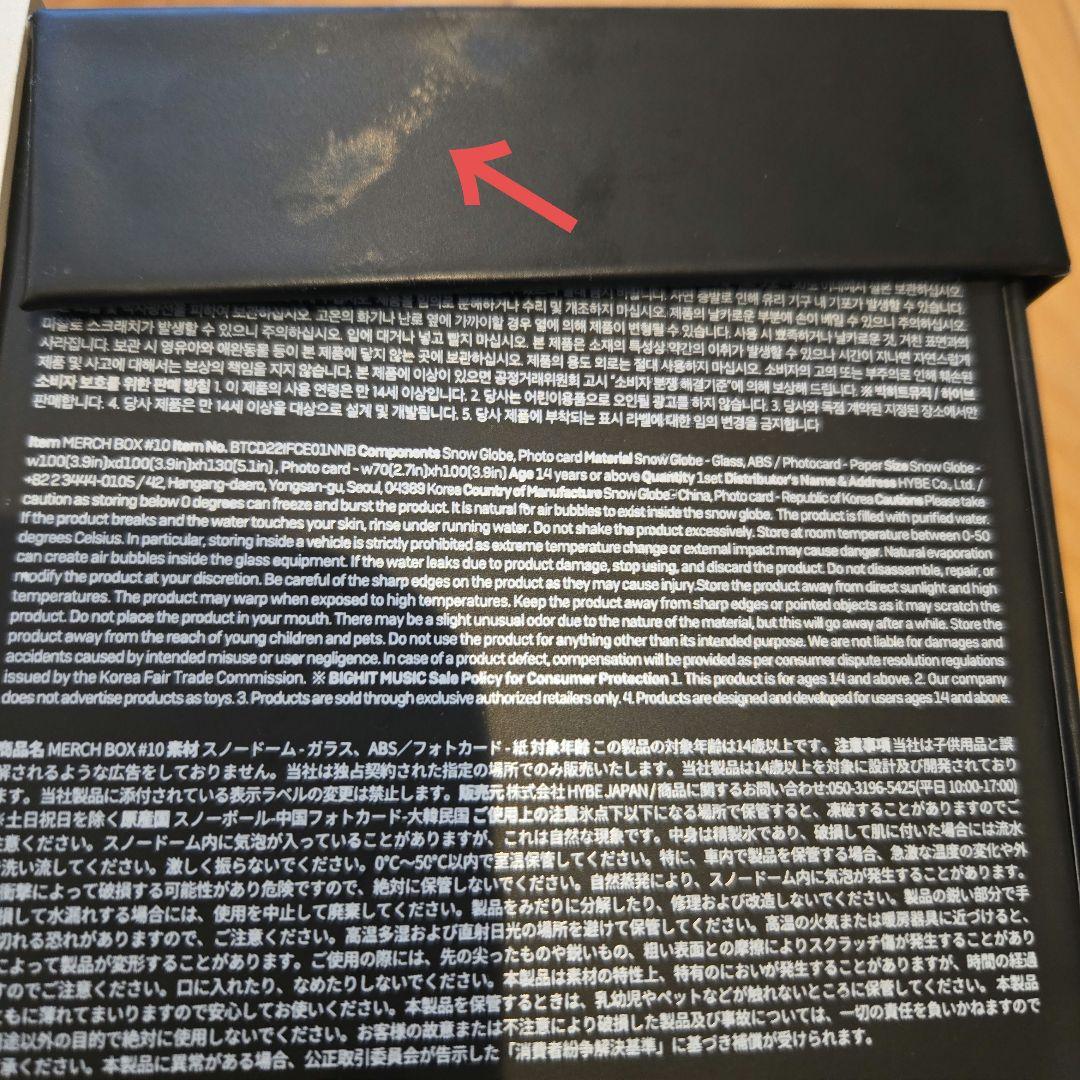 사라집니다. 보관 시 영유아와 애완동물 등이 본 제품에 닿지 않는 곳에 보관하십시오. 제품의 용도 외로는 절대 사용하지 마십시오. 소비자의 고의 또는 부주의로 인해 훼손된
제품 및 사고에 대해서는 보상의 책임을 지지 않습니다. 본 제품에 이상이 있으면 공정거래위원회 고시 "소비자 분쟁 해결기준"에 의해 보상해 드립니다. ※ 빅히트뮤직 / 하이브
소비자 보호를 위한 판매 방침 1. 이 제품의 사용 연령은 만 14세 이상입니다. 2. 당사는 어린이용품으로 오인될 광고를 하지 않습니다. 3. 당사와 독점 계약된 지정된 장소에서만
판매합니다. 4. 당사 제품은 만 14세 이상을 대상으로 설계 및 개발됩니다. 5. 당사 제품에 부착되는 표시 라벨에 대한 임의 변경을 금지합니다
Item MERCH BOX #10 Item No. BTCD22IFCE01NNB Components Snow Globe, Photo card Material Snow Globe - Glass, ABS / Photocard - Paper Size Snow Globe -
w100(3.9in)xd100(3.9in)xh130(5.1in), Photo card - w70(2.7in)xh100(3.9in) Age 14 years or above Quantity 1set Distributor's Name & Address HYBE Co., Ltd. /
+82 2 3444-0105 / 42, Hangang-daero, Yongsan-gu, Seoul, 04389 Korea Country of Manufacture Snow Globe - China, Photo card - Republic of Korea Cautions Please take
caution as storing below 0 degrees can freeze and burst the product. It is natural for air bubbles to exist inside the snow globe. The product is filled with purified water.
If the product breaks and the water touches your skin, rinse under running water. Do not shake the product excessively. Store at room temperature between 0-50
degrees Celsius. In particular, storing inside a vehicle is strictly prohibited as extreme temperature change or external impact may cause danger. Natural evaporation
can create air bubbles inside the glass equipment. If the water leaks due to product damage, stop using, and discard the product. Do not disassemble, repair, or
modify the product at your discretion. Be careful of the sharp edges on the product as they may cause injury.Store the product away from direct sunlight and high
temperatures. The product may warp when exposed to high temperatures. Keep the product away from sharp edges or pointed objects as it may scratch the
product. Do not place the product in your mouth. There may be a slight unusual odor due to the nature of the material, but this will go away after a while. Store the
product away from the reach of young children and pets. Do not use the product for anything other than its intended purpose. We are not liable for damages and
accidents caused by intended misuse or user negligence. In case of a product defect, compensation will be provided as per consumer dispute resolution regulations
issued by the Korea Fair Trade Commission. ※ BIGHIT MUSIC Sale Policy for Consumer Protection 1. This product is for ages 14 and above. 2. Our company
does not advertise products as toys. 3. Products are sold through exclusive authorized retailers only. 4. Products are designed and developed for users ages 14 and above.
商品名 MERCH BOX #10 素材 スノードーム - ガラス、ABS／フォトカード - 紙 対象年齢 この製品の対象年齢は14歳以上です。注意事項 当社は子供用品と誤
解されるような広告をしておりません。当社は独占契約された指定の場所でのみ販売いたします。当社製品は14歳以上を対象に設計及び開発されており
ます。当社製品に添付されている表示ラベルの変更は禁止します。販売元 株式会社 HYBE JAPAN / 商品に関するお問い合わせ:050-3196-5425(平日 10:00-17:00)
※土日祝日を除く 原産国 スノーボール-中国フォトカード-大韓民国 ご使用上の注意氷点下以下になる場所で保管すると、凍破することがありますのでご
注意ください。スノードーム内に気泡が入っていることがありますが、これは自然な現象です。中身は精製水であり、破損して肌に付いた場合には流水
で洗い流してください。激しく振らないでください。0℃～50℃以内で室温保管してください。特に、車内で製品を保管する場合、急激な温度の変化や外
衝撃によって破損する可能性があり危険ですので、絶対に保管しないでください。自然蒸発により、スノードーム内に気泡が発生することがあります。
損して水漏れする場合には、使用を中止して廃棄してください。製品をみだりに分解したり、修理および改造しないでください。製品の鋭い部分で手
切れる恐れがありますので、ご注意ください。高温多湿および直射日光の場所を避けて保管してください。高温の火気または暖房器具に近づけると、
によって製品が変形することがあります。ご使用の際には、先の尖ったものや鋭いもの、粗い表面との摩擦によりスクラッチ傷が発生することがあり
すのでご注意ください。口に入れたり、なめたりしないでください。本製品は素材の特性上、特有のにおいが発生することがありますが、時間の経過
ともに薄れてまいりますので安心してお使いください。本製品を保管するときは、乳幼児やペットなどが触れないところに保管してください。本製品
用途以外の目的で絶対に使用しないでください。お客様の故意または不注意により破損した製品及び事故については、一切の責任を負いかねますので
承ください。本製品に異常がある場合、公正取引委員会が告示した「消費者紛争解決基準」に基づき補償が受けられます。